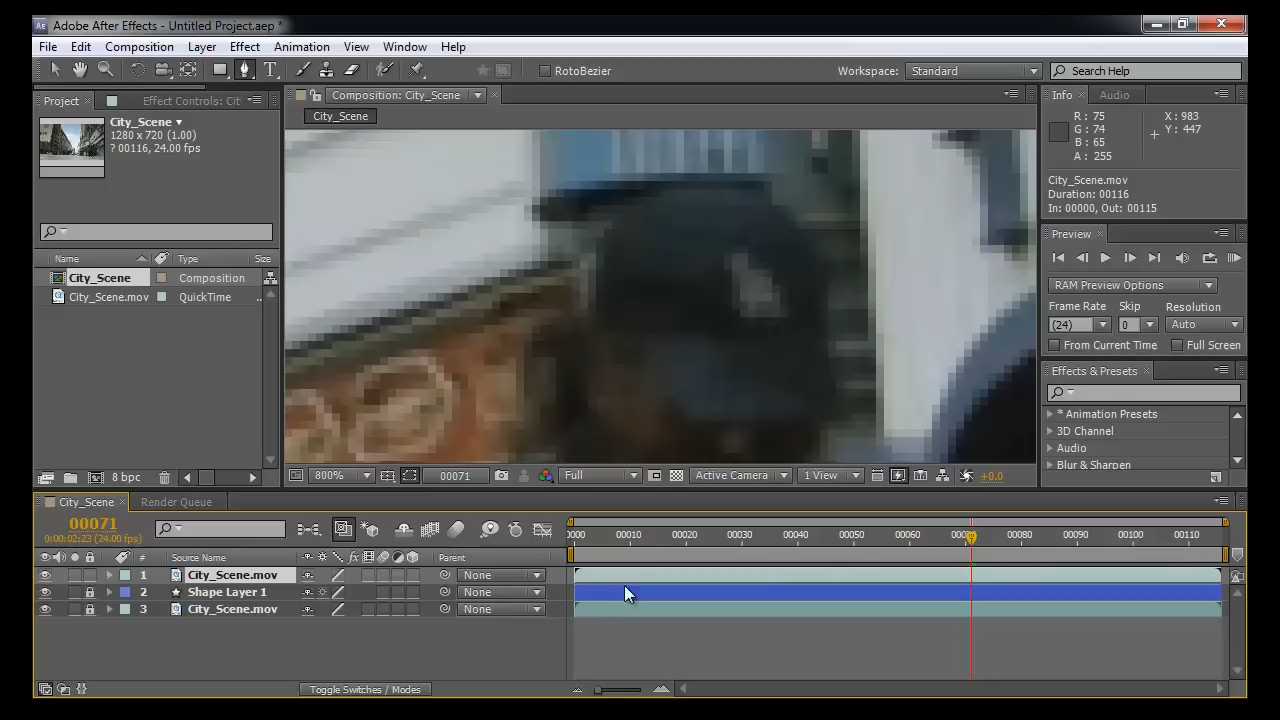 Adobe After Effects - Untitled Project.aep *
File Edit Composition Layer Effect Animation View Window Help
RotoBezier
Workspace: Standard
Search Help
Project
Effect Controls: Cit
City_Scene
1280 x 720 (1.00)
? 00116, 24.00 fps
Name Type Size
City_Scene Composition
City_Scene.mov QuickTime ..
8 bpc
Composition: City_Scene
City_Scene
800% 00071 Full Active Camera 1 View +0.0
Info Audio
R : 75 X : 983
G : 74 Y : 447
B : 65
A : 255
City_Scene.mov
Duration: 00116
In: 00000, Out: 00115
Preview
RAM Preview Options
Frame Rate Skip Resolution
(24) 0 Auto
From Current Time Full Screen
Effects & Presets
* Animation Presets
3D Channel
Audio
Blur & Sharpen
City_Scene Render Queue
00071
0:00:02:23 (24.00 fps)
0000 00010 00020 00030 00040 00050 00060 00080 00090 00100 00110
# Source Name fx Parent
1 City_Scene.mov None
2 Shape Layer 1 None
3 City_Scene.mov None
Toggle Switches / Modes